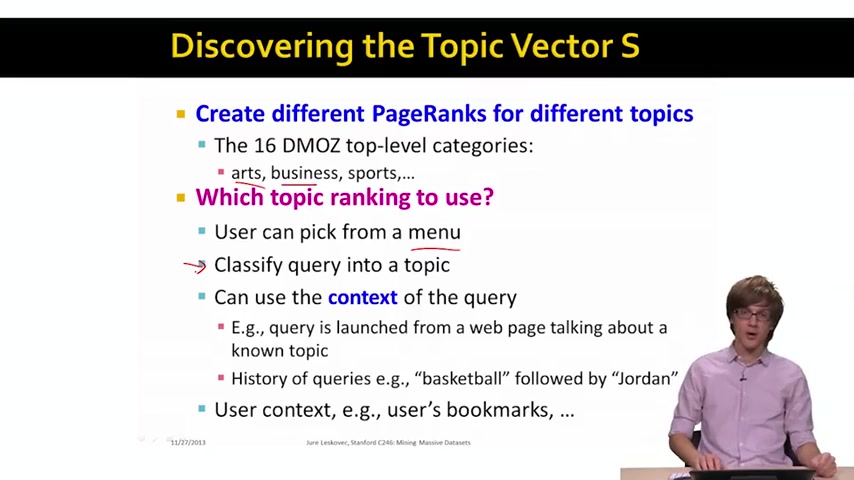 Discovering the Topic Vector S
Create different PageRanks for different topics
The 16 DMOZ top-level categories:
arts, business, sports,...
Which topic ranking to use?
User can pick from a menu
Classify query into a topic
Can use the context of the query
E.g., query is launched from a web page talking about a
known topic
History of queries e.g., “basketball” followed by “Jordan”
User context, e.g., user’s bookmarks, ...
11/27/2013
Jure Leskovec, Stanford C246: Mining Massive Datasets